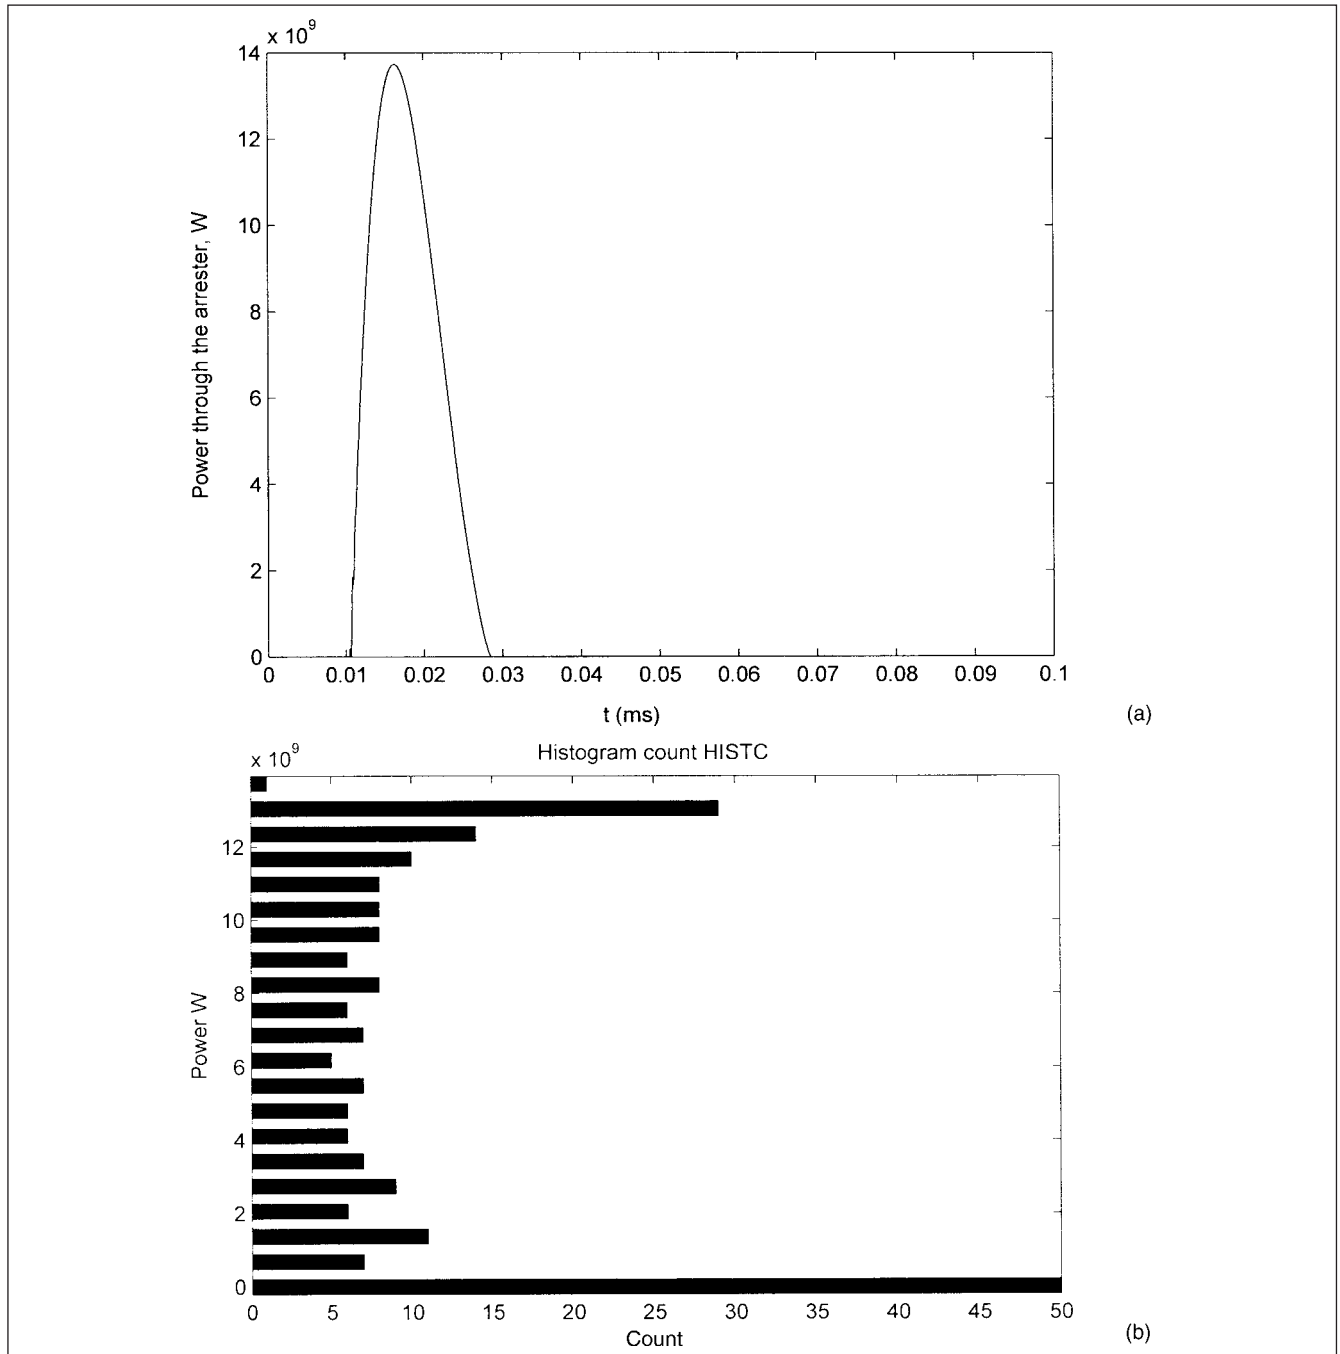 x 10^9
14
12
10
8
6
4
2
0
Power through the arrester, W
0 0.01 0.02 0.03 0.04 0.05 0.06 0.07 0.08 0.09 0.1
t (ms)
(a)
Histogram count HISTC
x 10^9
12
10
8
6
4
2
0
Power W
0 5 10 15 20 25 30 35 40 45 50
Count
(b)